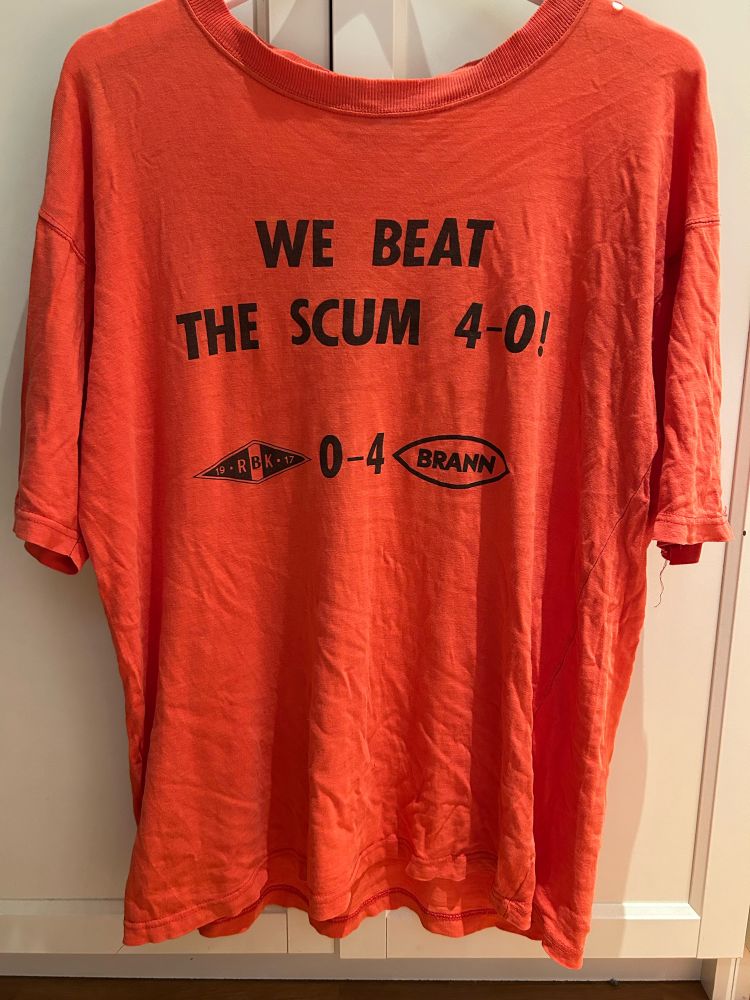 WE BEAT
THE SCUM 4-0!
19 • RBK • 17 0-4 BRANN